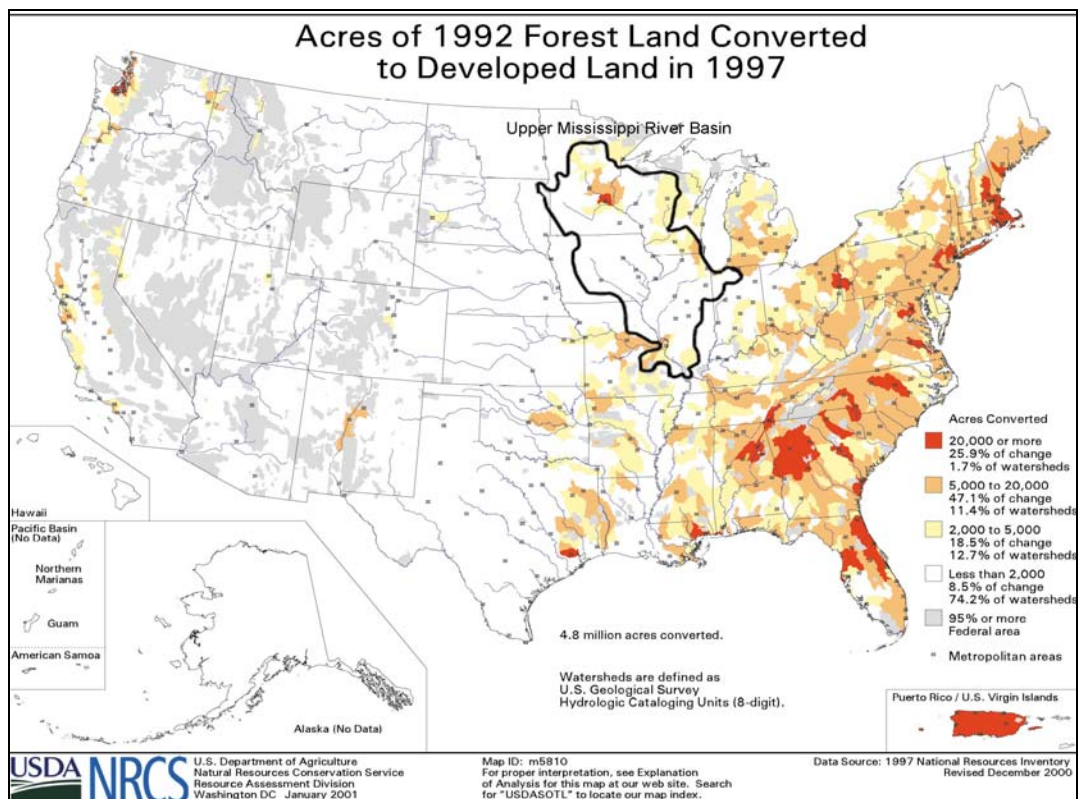 Acres of 1992 Forest Land Converted
to Developed Land in 1997
Upper Mississippi River Basin
Acres Converted
20,000 or more
25.9% of change
1.7% of watersheds
5,000 to 20,000
47.1% of change
11.4% of watersheds
2,000 to 5,000
18.5% of change
12.7% of watersheds
Less than 2,000
8.5% of change
74.2% of watersheds
95% or more
Federal area
Metropolitan areas
Hawaii
Pacific Basin
(No Data)
Northern
Marianas
Guam
American Samoa
Alaska (No Data)
4.8 million acres converted.
Watersheds are defined as
U.S. Geological Survey
Hydrologic Cataloging Units (8-digit).
Puerto Rico / U.S. Virgin Islands
USDA NRCS
U.S. Department of Agriculture
Natural Resources Conservation Service
Resource Assessment Division
Washington DC January 2001
Map ID: m5810
For proper interpretation, see Explanation
of Analysis for this map at our web site. Search
for "USDASOTL" to locate our map index.
Data Source: 1997 National Resources Inventory
Revised December 2000